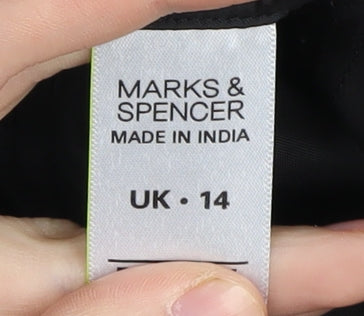 MARKS &
SPENCER
MADE IN INDIA
UK • 14